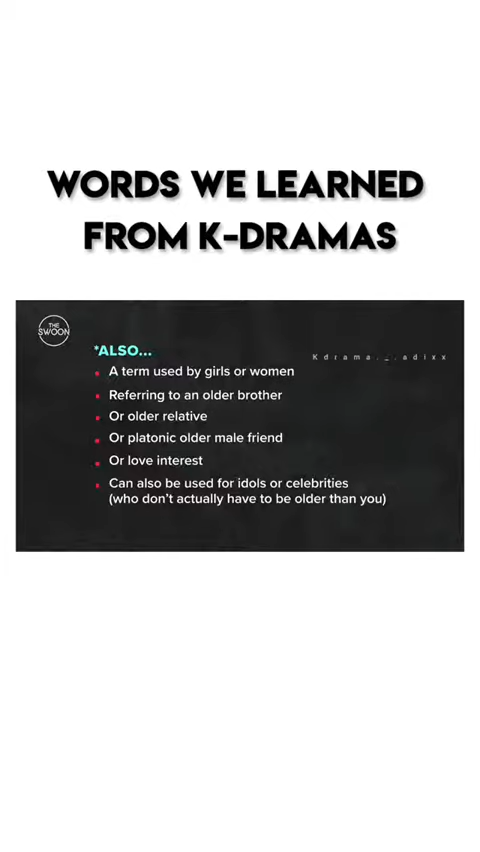 WORDS WE LEARNED
FROM K-DRAMAS
THE
SWOON
*ALSO...
Kdrama._.adixx
A term used by girls or women
Referring to an older brother
Or older relative
Or platonic older male friend
Or love interest
Can also be used for idols or celebrities
(who don't actually have to be older than you)